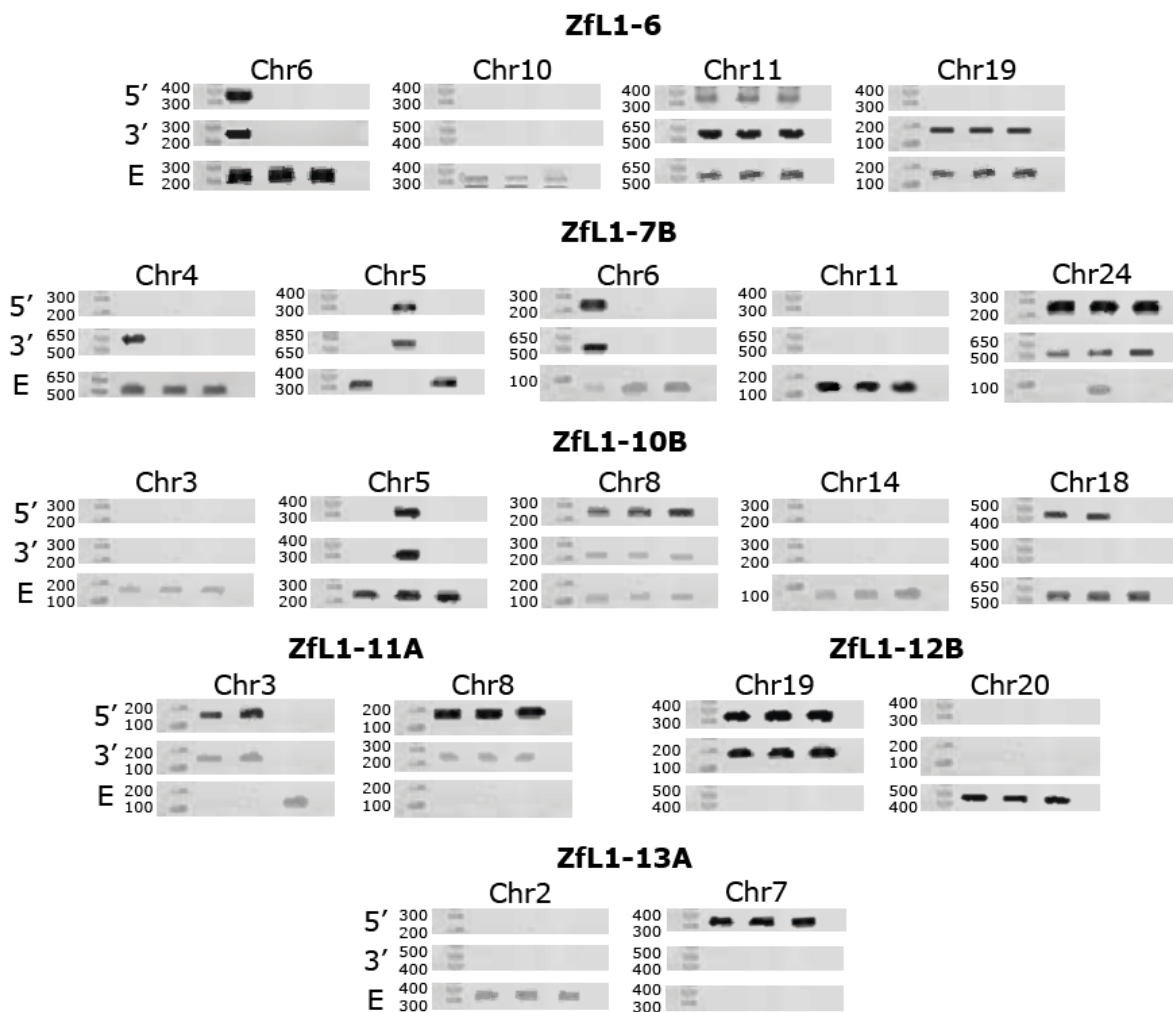 ZfL1-6
Chr6 Chr10 Chr11 Chr19
5′ 400 300 400 300 400 300 400 300
3′ 300 200 500 400 650 500 200 100
E 300 200 400 300 650 500 200 100
ZfL1-7B
Chr4 Chr5 Chr6 Chr11 Chr24
5′ 300 200 400 300 300 200 400 300 300 200
3′ 650 500 850 650 650 500 650 500 650 500
E 650 500 400 300 100 200 100 100
ZfL1-10B
Chr3 Chr5 Chr8 Chr14 Chr18
5′ 300 200 400 300 300 200 300 200 500 400
3′ 300 200 400 300 300 200 300 200 500 400
E 200 100 300 200 200 100 100 650 500
ZfL1-11A ZfL1-12B
Chr3 Chr8 Chr19 Chr20
5′ 200 100 200 100 400 300 400 300
3′ 200 100 300 200 200 100 200 100
E 200 100 200 100 500 400 500 400
ZfL1-13A
Chr2 Chr7
5′ 300 200 400 300
3′ 500 400 500 400
E 400 300 400 300